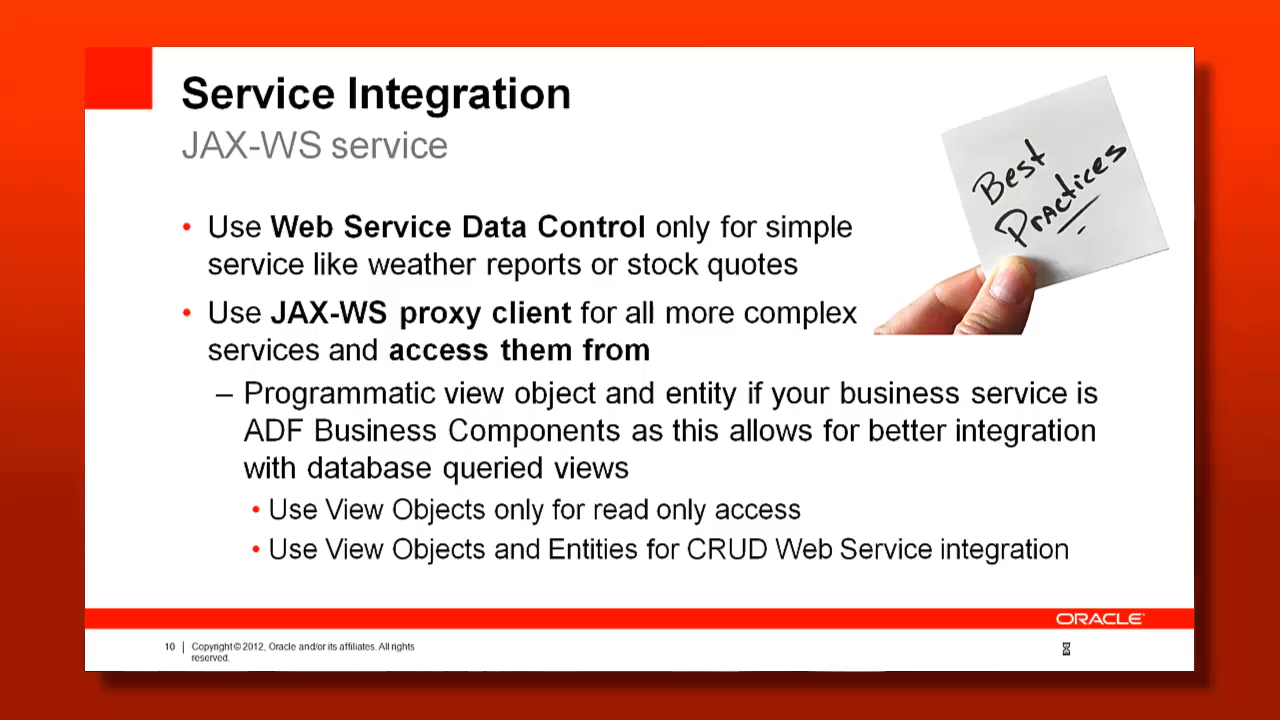 Service Integration
JAX-WS service
Best
Practices
• Use Web Service Data Control only for simple
service like weather reports or stock quotes
• Use JAX-WS proxy client for all more complex
services and access them from
– Programmatic view object and entity if your business service is
ADF Business Components as this allows for better integration
with database queried views
• Use View Objects only for read only access
• Use View Objects and Entities for CRUD Web Service integration
ORACLE
10 | Copyright © 2012, Oracle and/or its affiliates. All rights
reserved.